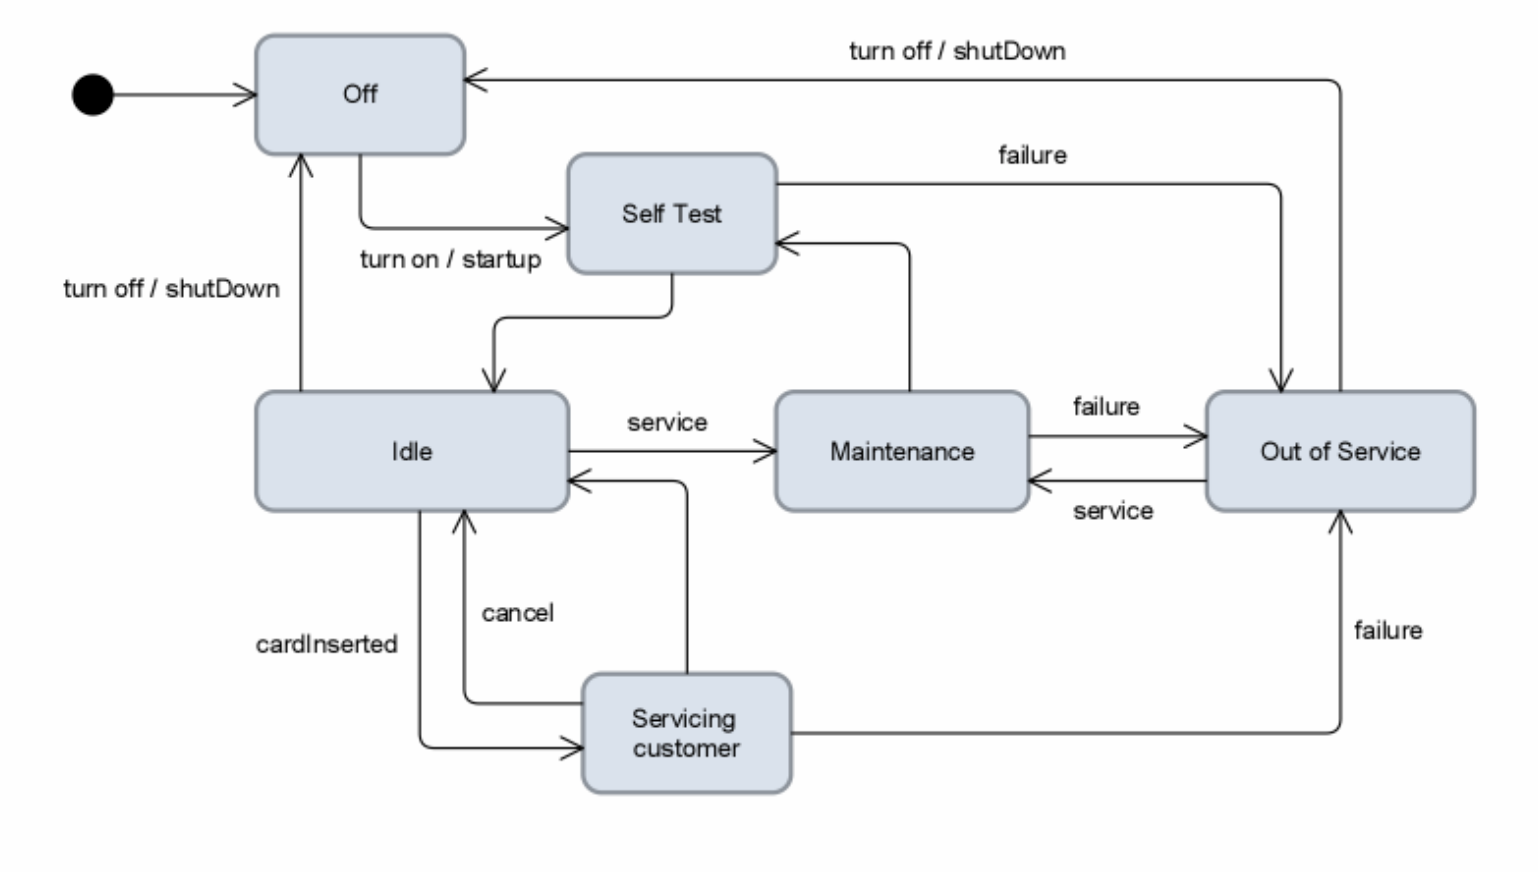 turn off / shutDown
Off
failure
Self Test
turn on / startup
turn off / shutDown
service
failure
Idle
Maintenance
Out of Service
service
cancel
cardInserted
failure
Servicing
customer